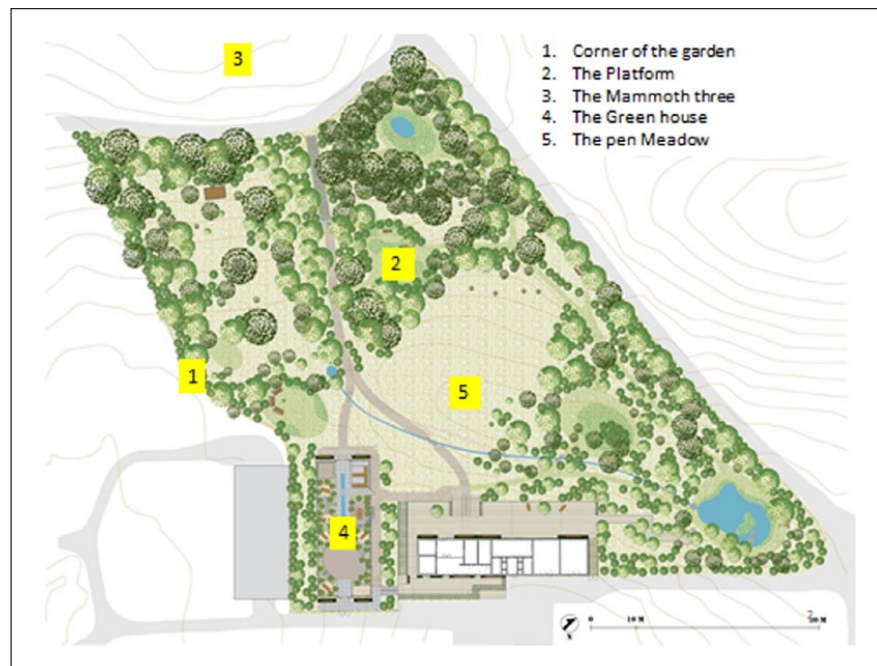 3
1. Corner of the garden
2. The Platform
3. The Mammoth three
4. The Green house
5. The pen Meadow
2
1
5
4
N
0 10 M 20 M